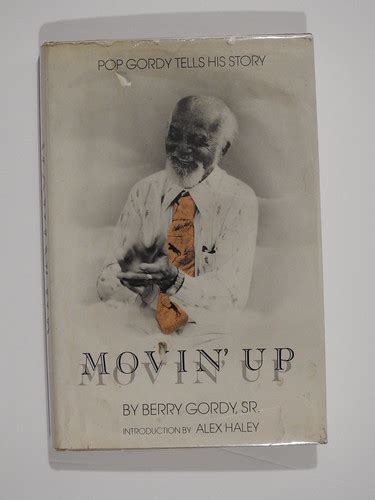 POP GORDY TELLS HIS STORY
MOVIN' UP
BY BERRY GORDY, SR.
INTRODUCTION BY ALEX HALEY